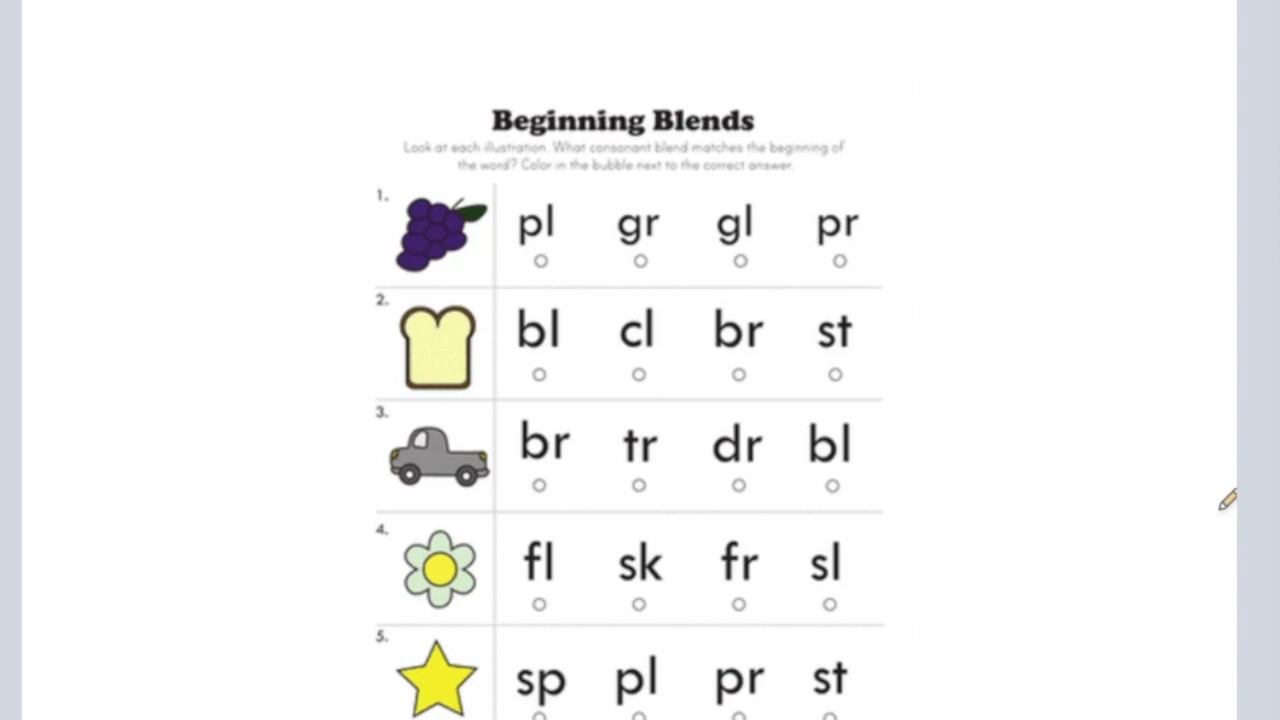 Beginning Blends
Look at each illustration. What consonant blend matches the beginning of
the word? Color in the bubble next to the correct answer.
1.
pl gr gl pr
2.
bl cl br st
3.
br tr dr bl
4.
fl sk fr sl
5.
sp pl pr st